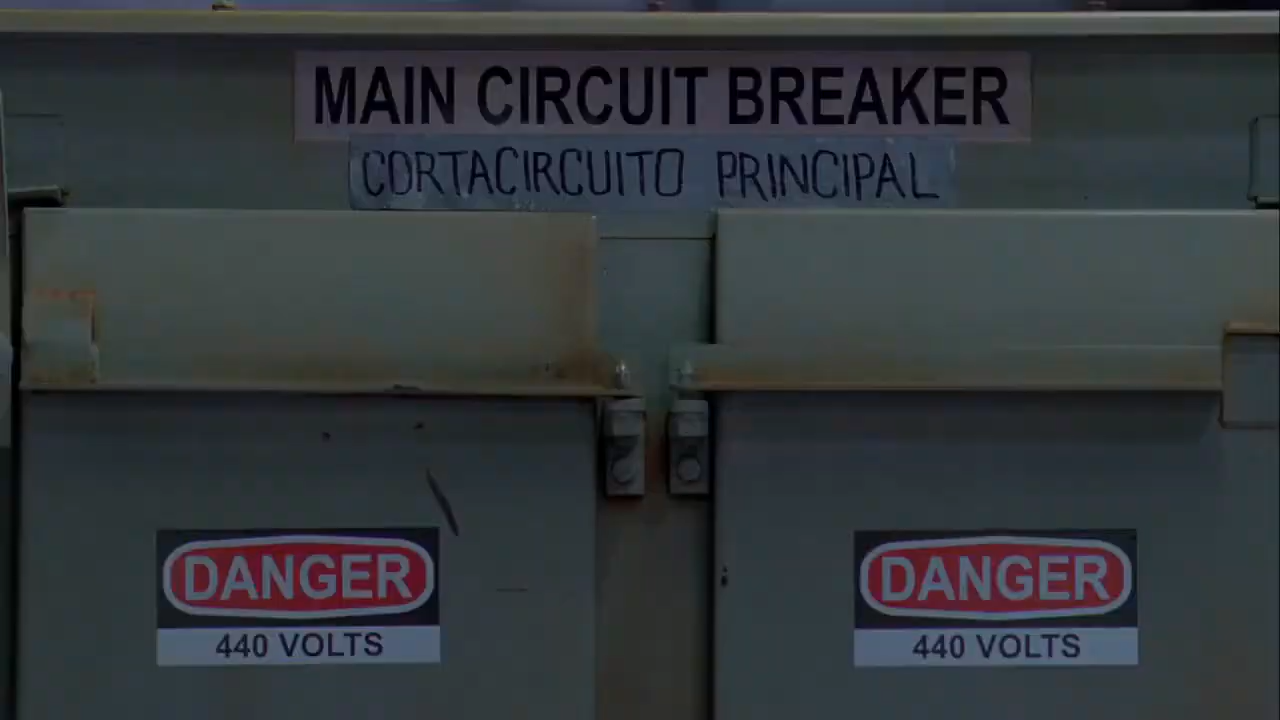 MAIN CIRCUIT BREAKER
CORTACIRCUITO PRINCIPAL
DANGER
440 VOLTS
DANGER
440 VOLTS